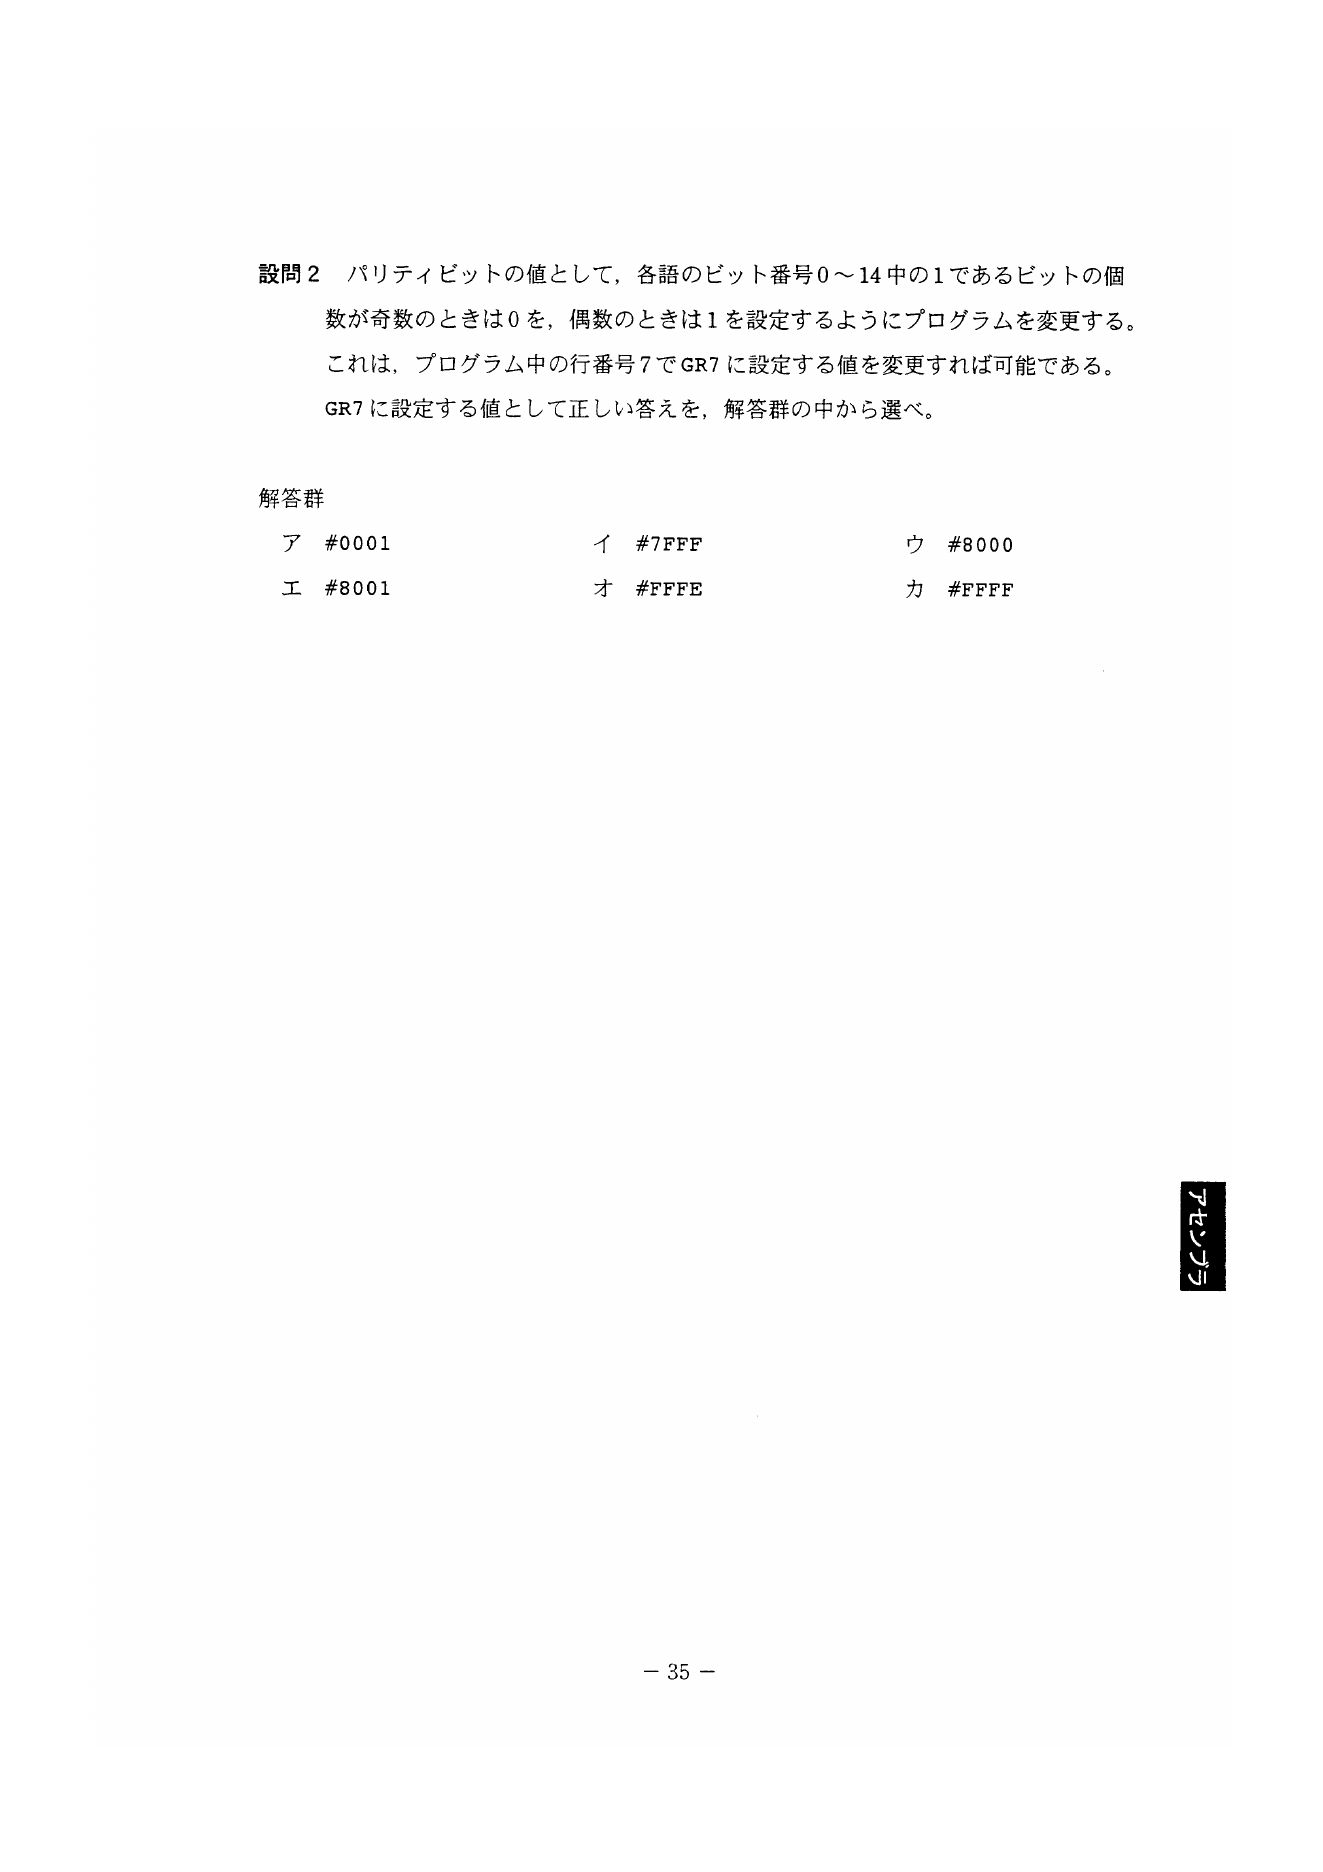 設問2 パリティビットの値として，各語のビット番号0～14中の1であるビットの個
数が奇数のときは0を，偶数のときは1を設定するようにプログラムを変更する。
これは，プログラム中の行番号7でGR7に設定する値を変更すれば可能である。
GR7に設定する値として正しい答えを，解答群の中から選べ。
解答群
ア #0001 イ #7FFF ウ #8000
エ #8001 オ #FFFE カ #FFFF
アセンブラ
－ 35 －